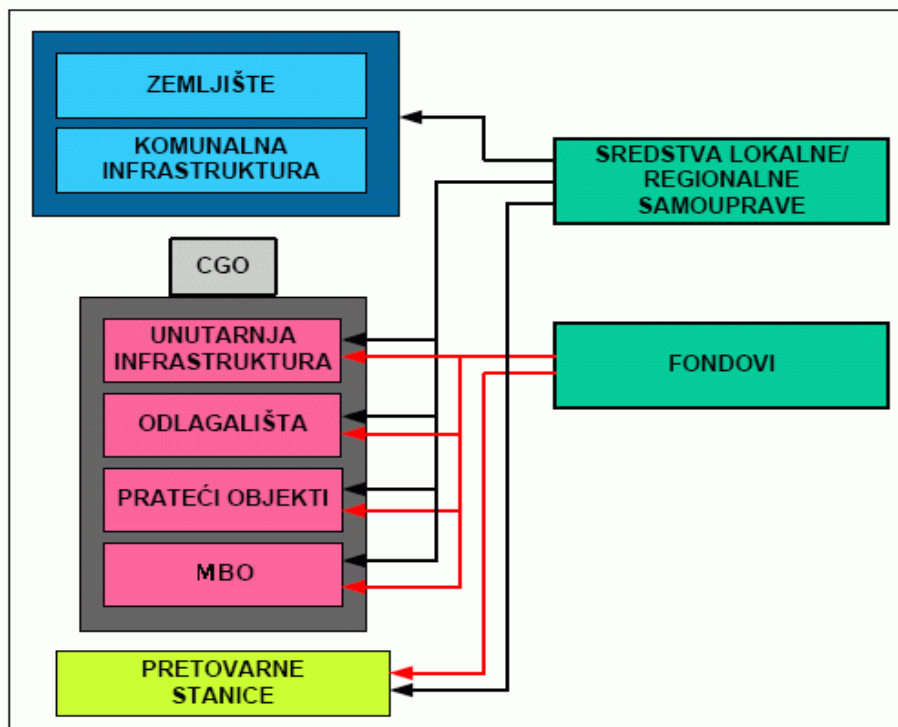 ZEMLJIŠTE
KOMUNALNA
INFRASTRUKTURA
SREDSTVA LOKALNE/
REGIONALNE
SAMOUPRAVE
CGO
UNUTARNJA
INFRASTRUKTURA
FONDOVI
ODLAGALIŠTA
PRATEĆI OBJEKTI
MBO
PRETOVARNE
STANICE